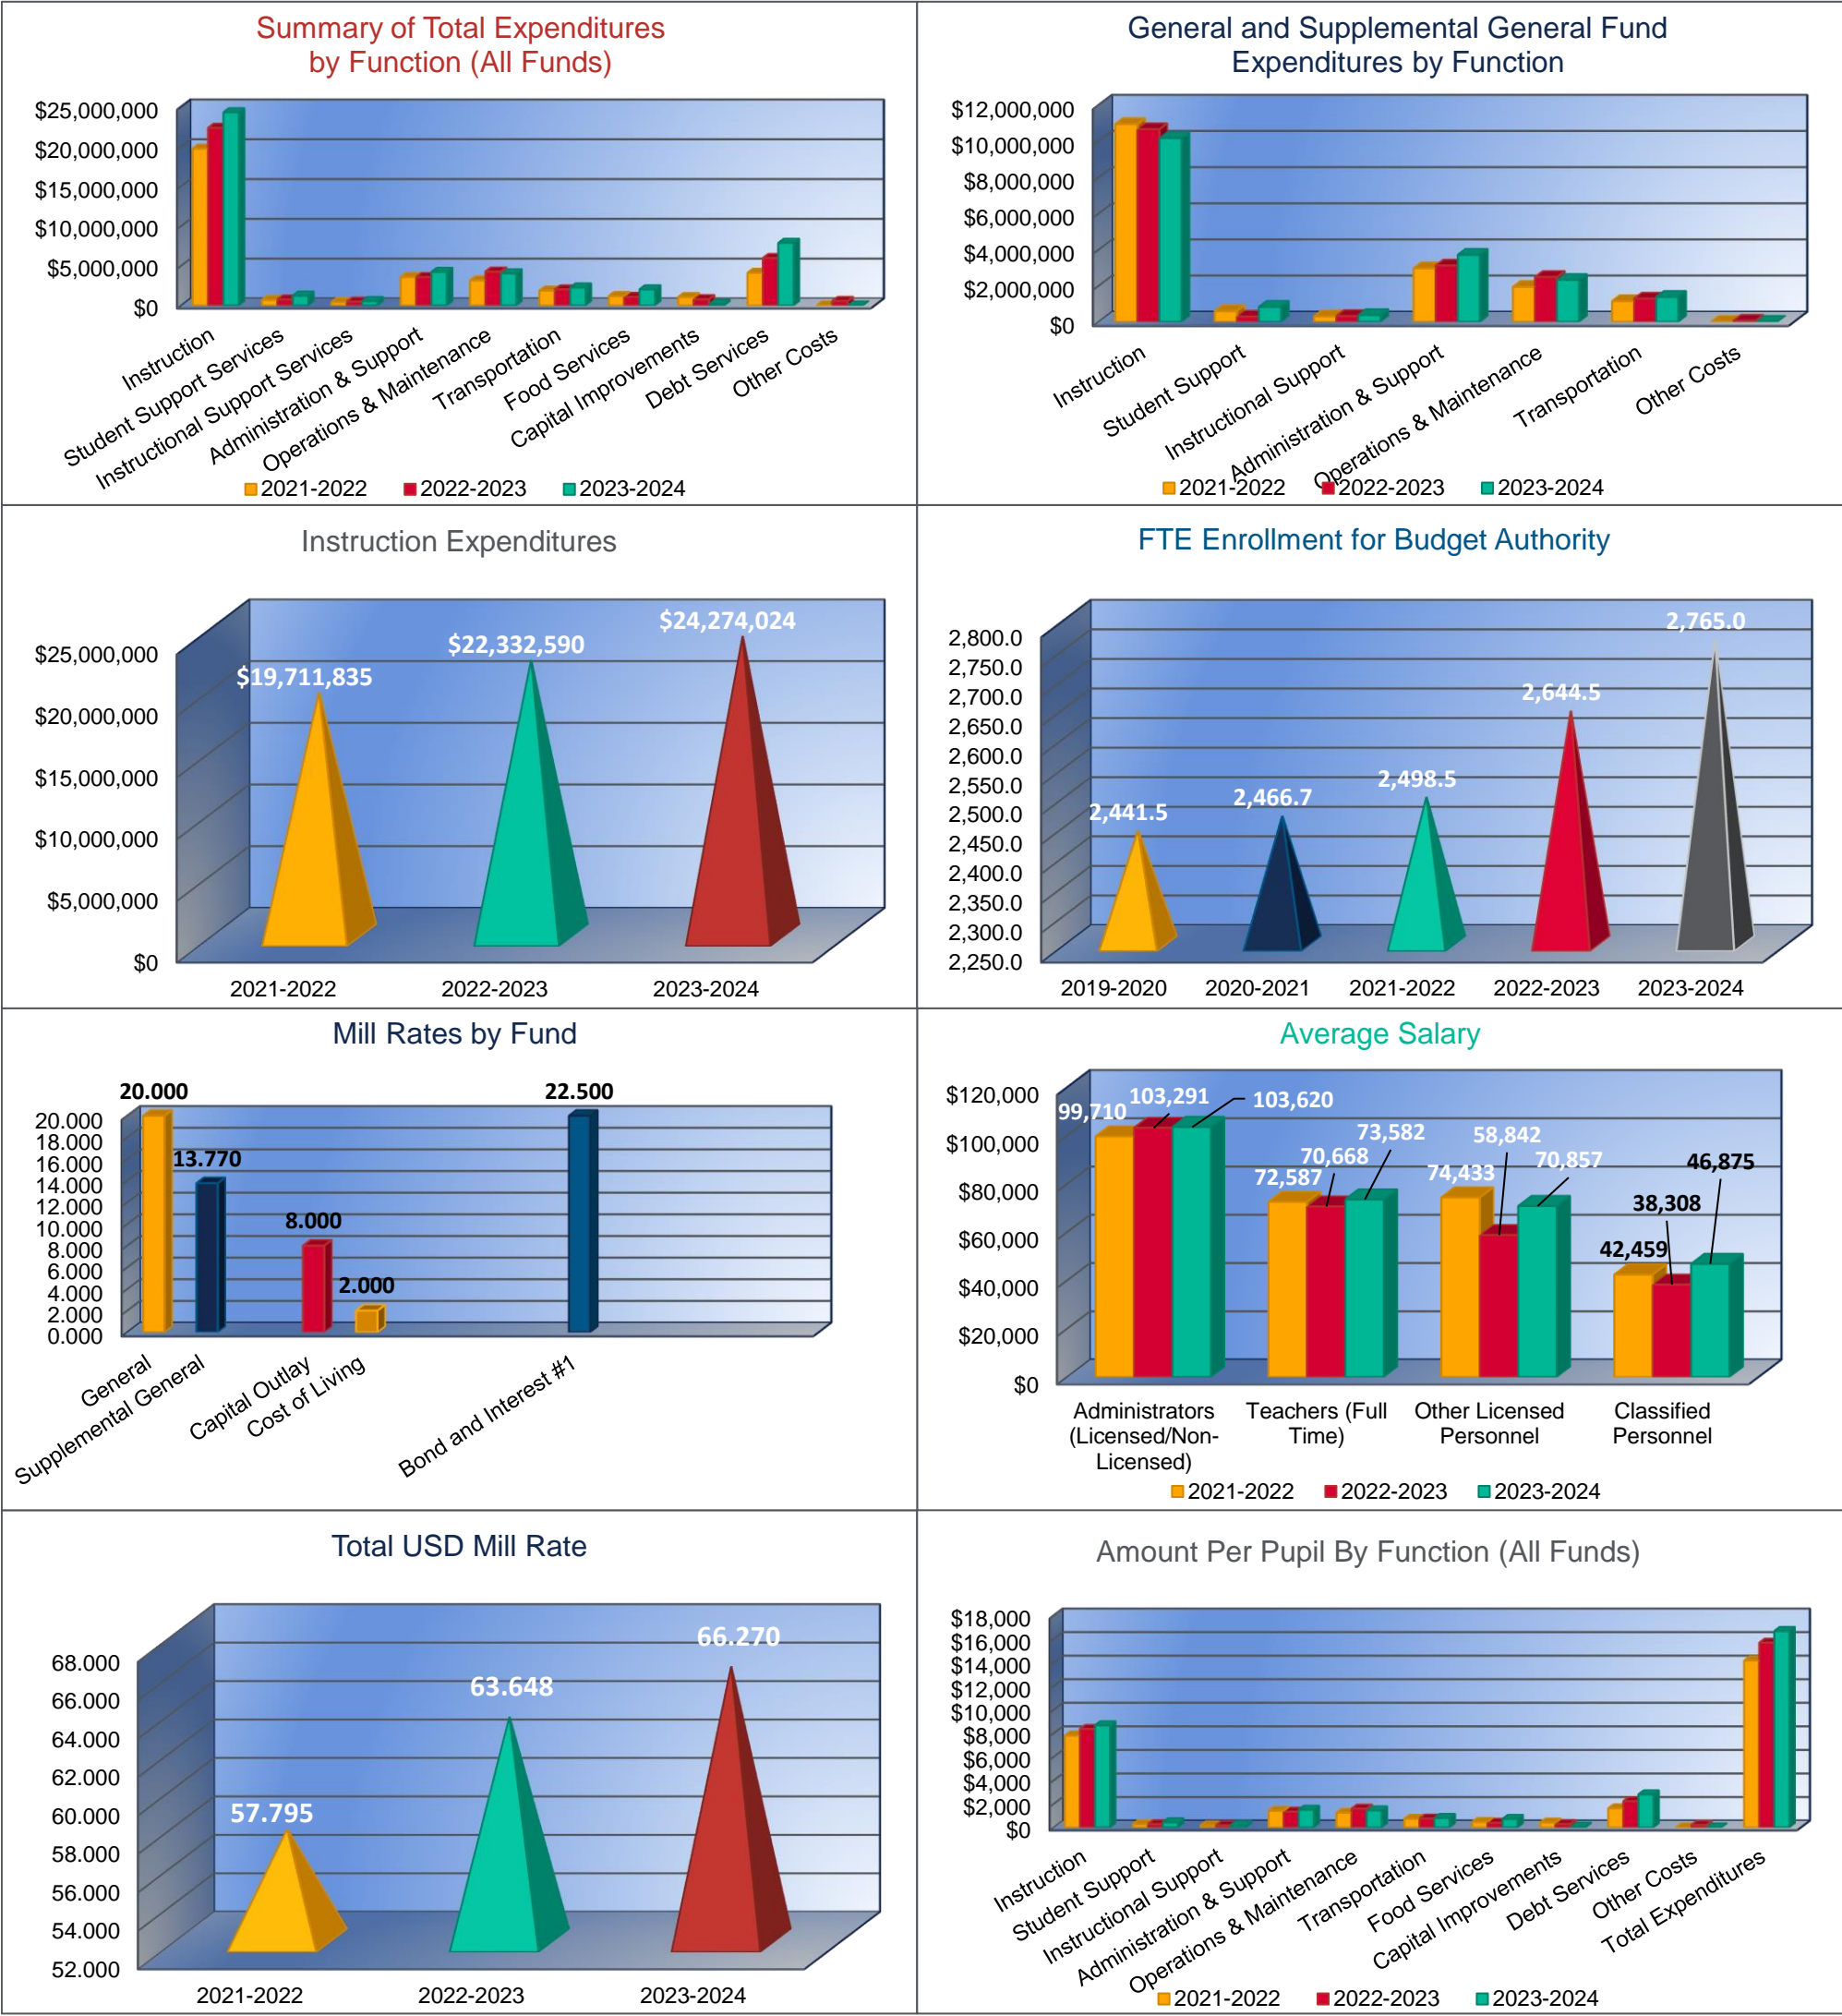 Summary of Total Expenditures
by Function (All Funds)
$25,000,000
$20,000,000
$15,000,000
$10,000,000
$5,000,000
$0
Instruction
Student Support Services
Instructional Support Services
Administration & Support
Operations & Maintenance
Transportation
Food Services
Capital Improvements
Debt Services
Other Costs
2021-2022 2022-2023 2023-2024
General and Supplemental General Fund
Expenditures by Function
$12,000,000
$10,000,000
$8,000,000
$6,000,000
$4,000,000
$2,000,000
$0
Instruction
Student Support
Instructional Support
Administration & Support
Operations & Maintenance
Transportation
Other Costs
2021-2022 2022-2023 2023-2024
Instruction Expenditures
$25,000,000
$20,000,000
$15,000,000
$10,000,000
$5,000,000
$0
$19,711,835
$22,332,590
$24,274,024
2021-2022 2022-2023 2023-2024
FTE Enrollment for Budget Authority
2,800.0
2,750.0
2,700.0
2,650.0
2,600.0
2,550.0
2,500.0
2,450.0
2,400.0
2,350.0
2,300.0
2,250.0
2,441.5
2,466.7
2,498.5
2,644.5
2,765.0
2019-2020 2020-2021 2021-2022 2022-2023 2023-2024
Mill Rates by Fund
20.000
18.000
16.000
14.000
12.000
10.000
8.000
6.000
4.000
2.000
0.000
20.000
13.770
8.000
2.000
22.500
General
Supplemental General
Capital Outlay
Cost of Living
Bond and Interest #1
Average Salary
$120,000
$100,000
$80,000
$60,000
$40,000
$20,000
$0
99,710
103,291
103,620
72,587
70,668
73,582
74,433
58,842
70,857
42,459
38,308
46,875
Administrators
(Licensed/Non-
Licensed)
Teachers (Full
Time)
Other Licensed
Personnel
Classified
Personnel
2021-2022 2022-2023 2023-2024
Total USD Mill Rate
68.000
66.000
64.000
62.000
60.000
58.000
56.000
54.000
52.000
57.795
63.648
66.270
2021-2022 2022-2023 2023-2024
Amount Per Pupil By Function (All Funds)
$18,000
$16,000
$14,000
$12,000
$10,000
$8,000
$6,000
$4,000
$2,000
$0
Instruction
Student Support
Instructional Support
Administration & Support
Operations & Maintenance
Transportation
Food Services
Capital Improvements
Debt Services
Other Costs
Total Expenditures
2021-2022 2022-2023 2023-2024